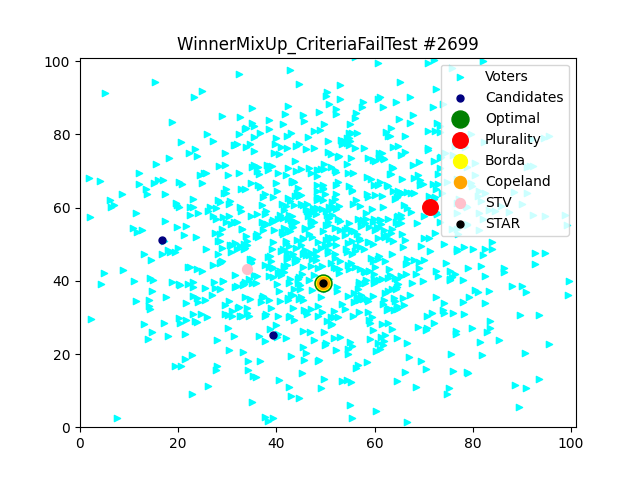 WinnerMixUp_CriteriaFailTest #2699
100
80
60
40
20
0
0
20
40
60
80
100
Voters
Candidates
Optimal
Plurality
Borda
Copeland
STV
STAR